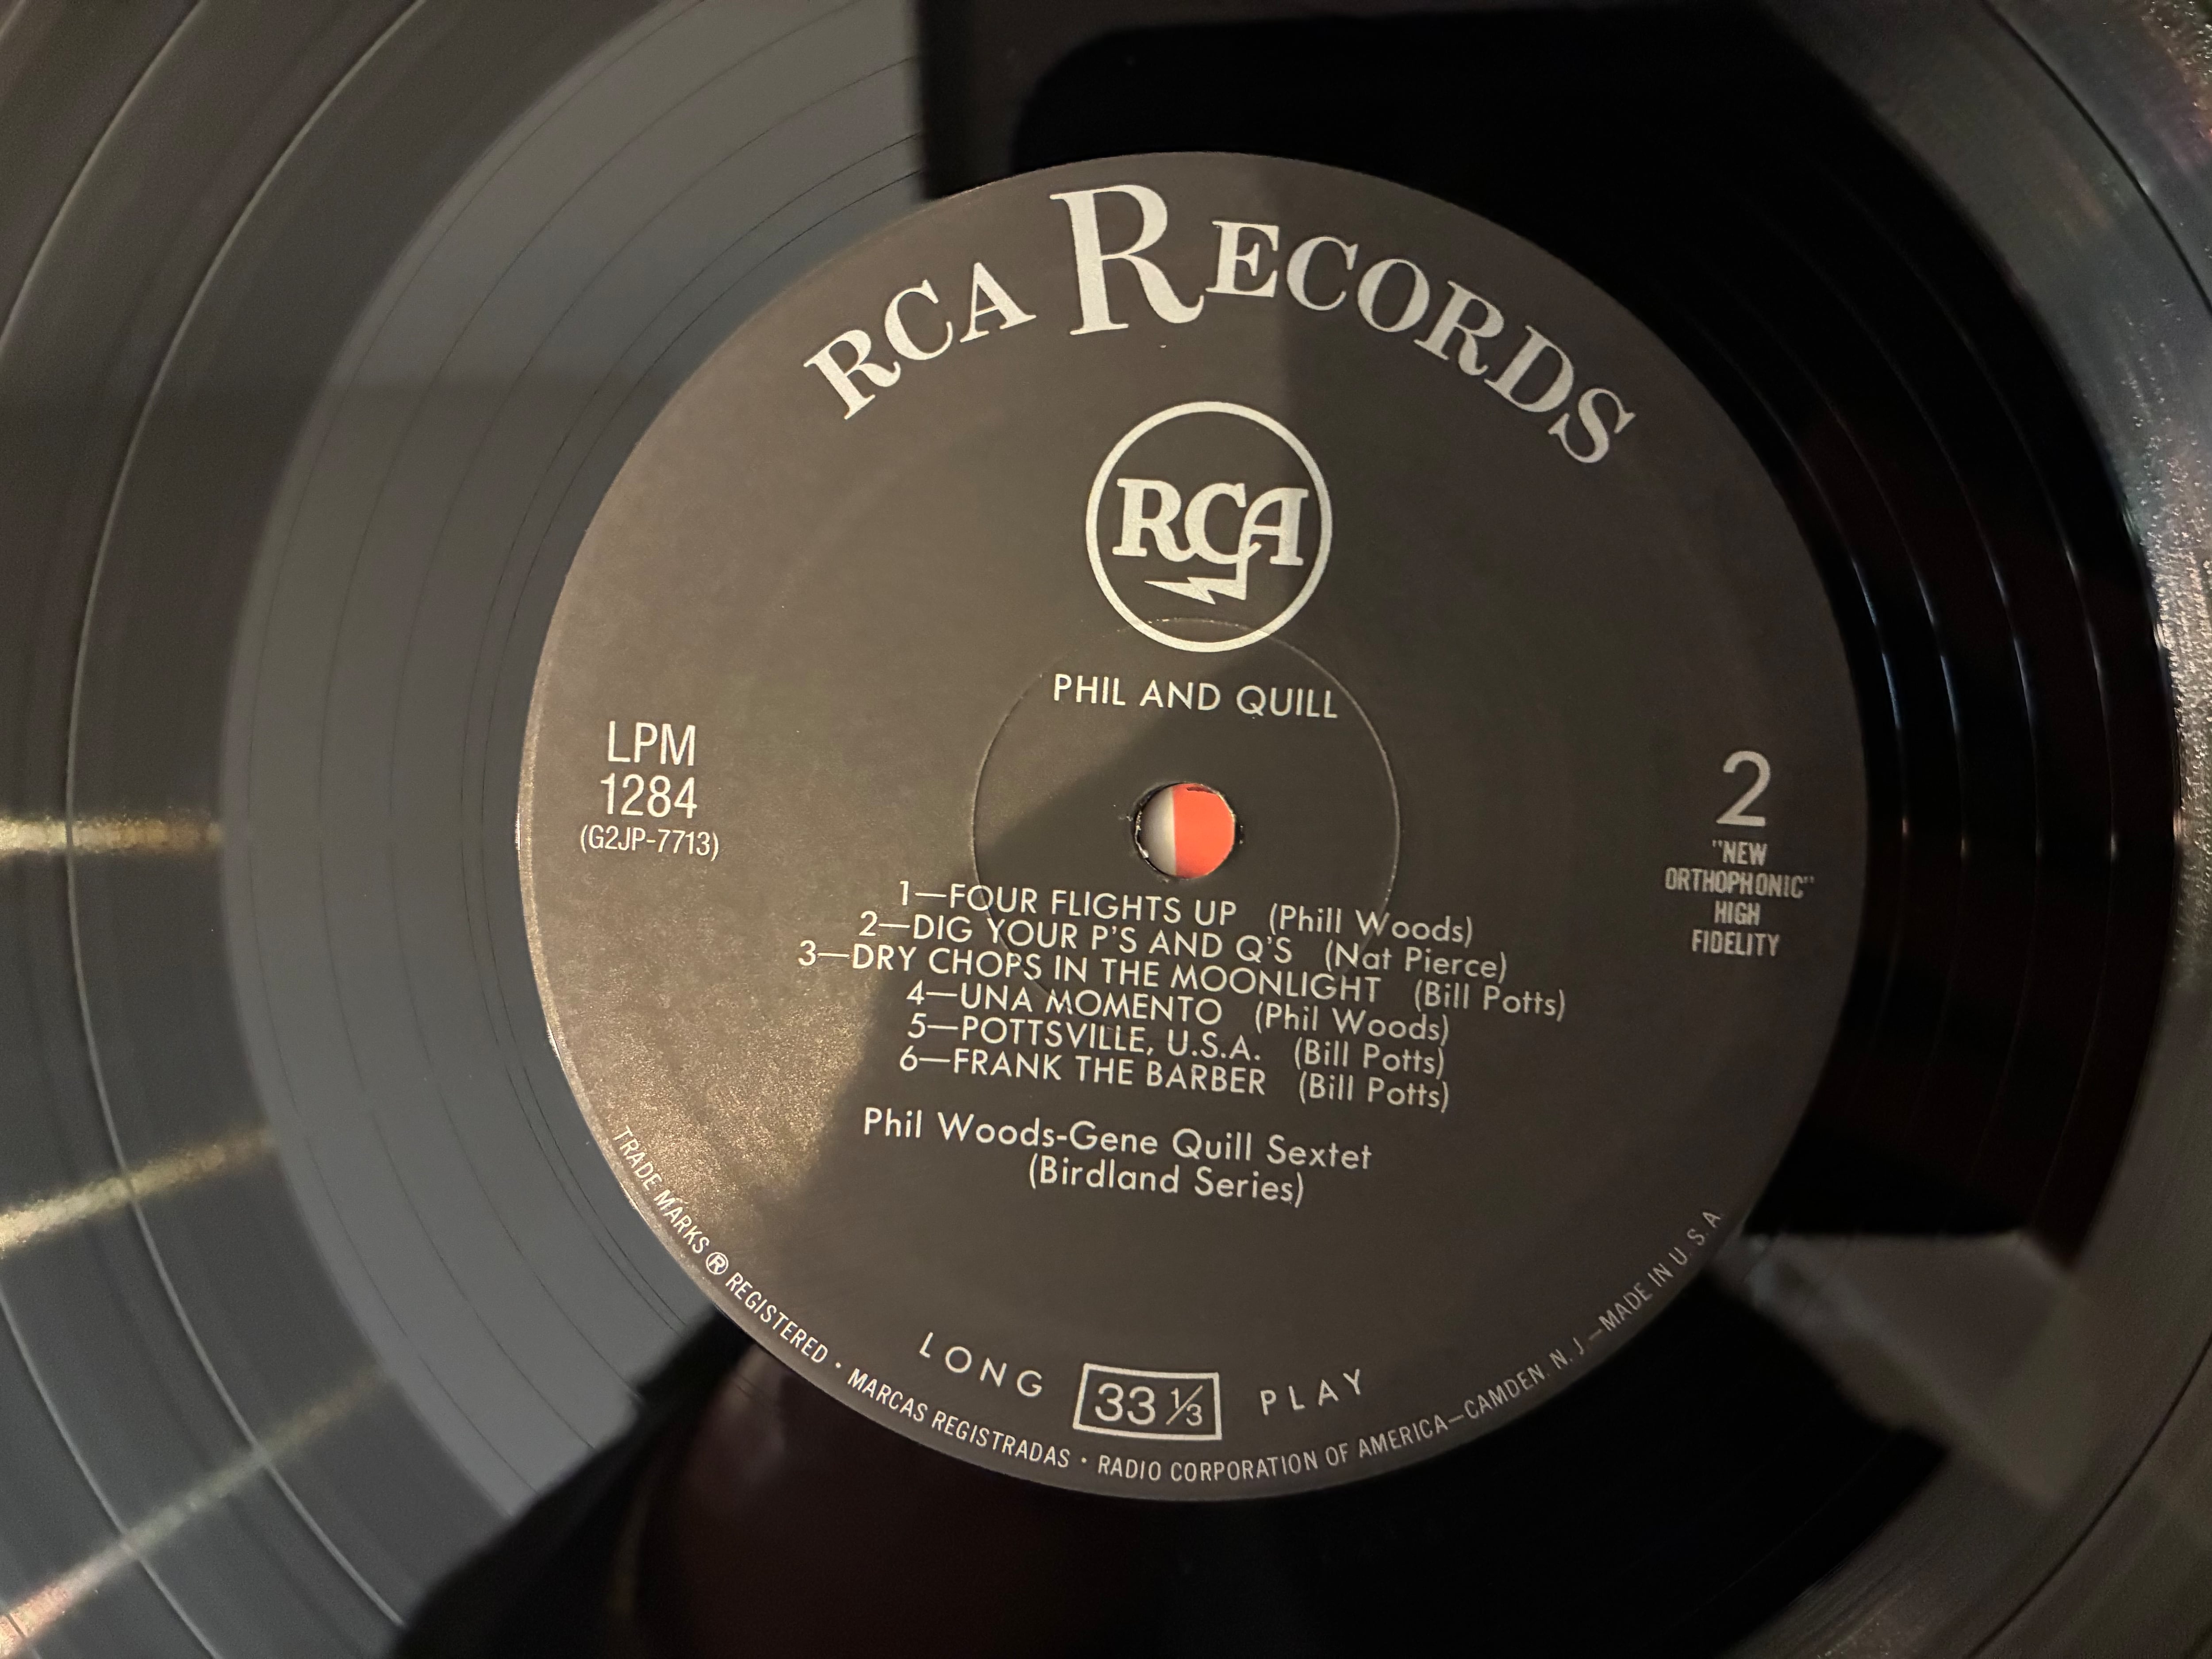 RCA RECORDS
RCA
PHIL AND QUILL
LPM
1284
(G2JP-7713)
2
"NEW
ORTHOPHONIC"
HIGH
FIDELITY
1—FOUR FLIGHTS UP (Phill Woods)
2—DIG YOUR P'S AND Q'S (Nat Pierce)
3—DRY CHOPS IN THE MOONLIGHT (Bill Potts)
4—UNA MOMENTO (Phil Woods)
5—POTTSVILLE, U.S.A. (Bill Potts)
6—FRANK THE BARBER (Bill Potts)
Phil Woods-Gene Quill Sextet
(Birdland Series)
LONG 33 1/3 PLAY
TRADE MARKS ® REGISTERED • MARCAS REGISTRADAS • RADIO CORPORATION OF AMERICA—CAMDEN. N. J.—MADE IN U. S. A.